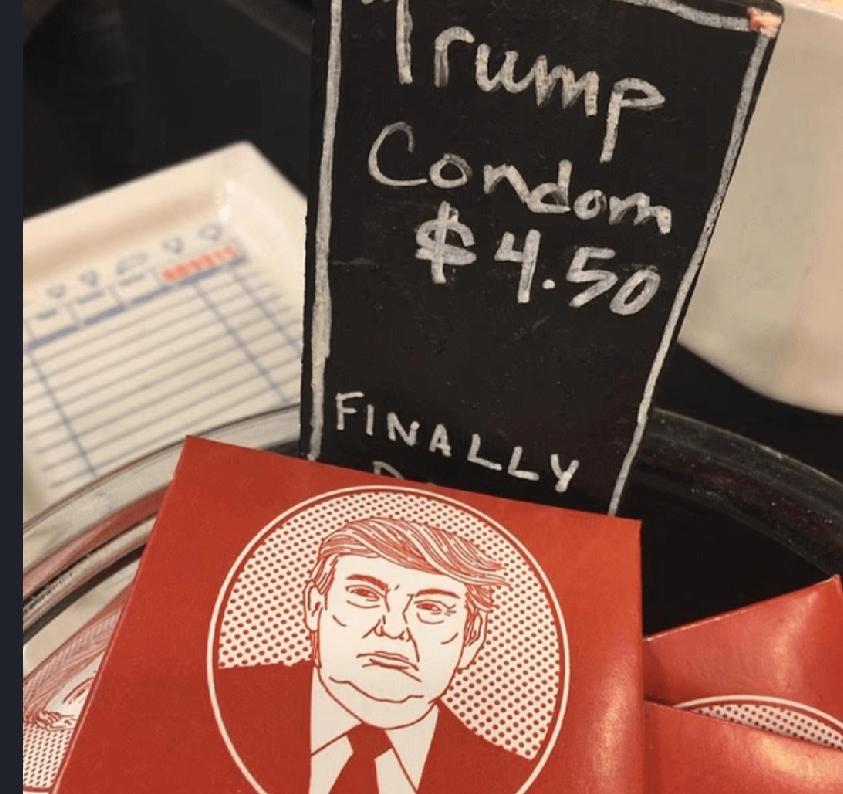 Trump
Condom
$4.50
FINALLY